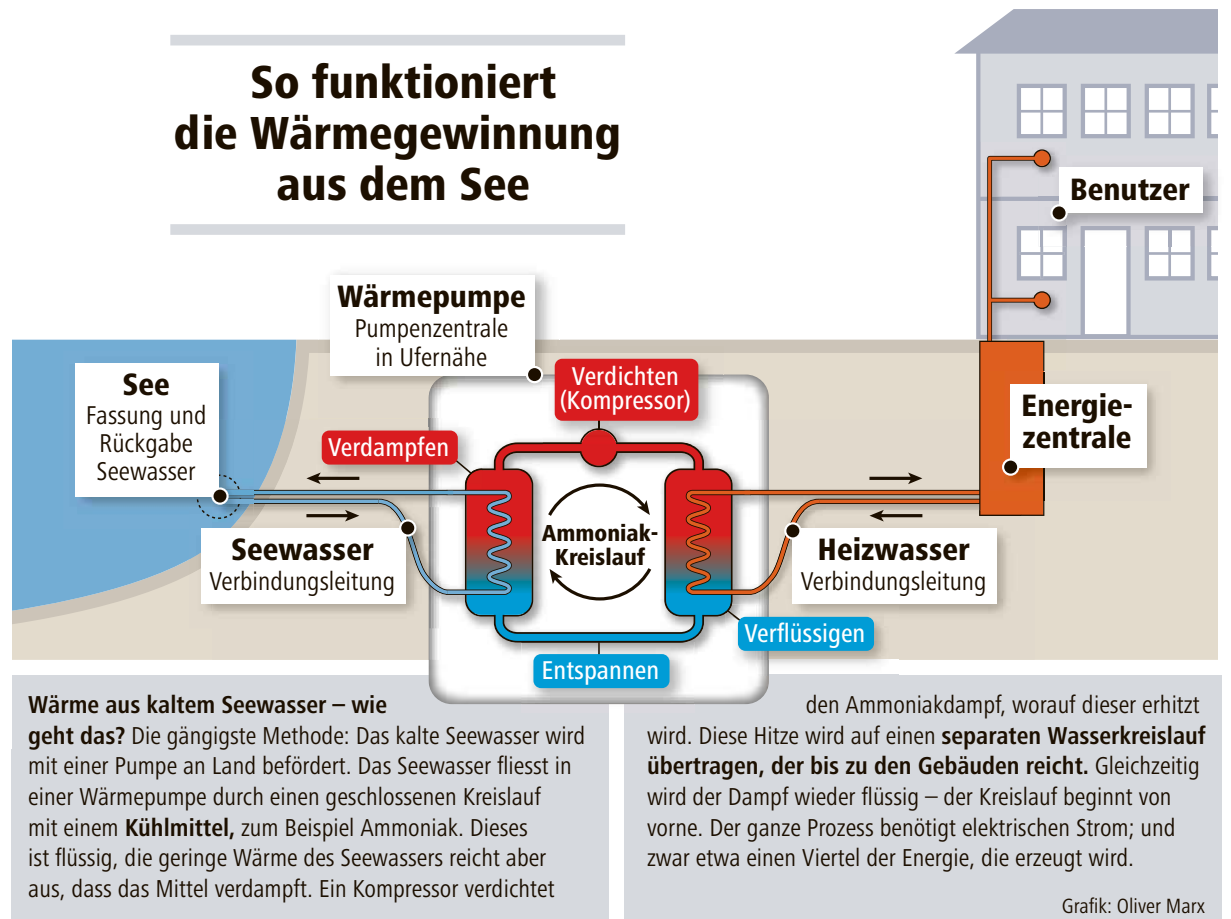 So funktioniert
die Wärmegewinnung
aus dem See
Benutzer
Wärmepumpe
Pumpenzentrale
in Ufernähe
See
Fassung und
Rückgabe
Seewasser
Verdichten
(Kompressor)
Verdampfen
Energie-
zentrale
Ammoniak-
Kreislauf
Seewasser
Verbindungsleitung
Heizwasser
Verbindungsleitung
Verflüssigen
Entspannen
Wärme aus kaltem Seewasser – wie
geht das? Die gängigste Methode: Das kalte Seewasser wird
mit einer Pumpe an Land befördert. Das Seewasser fliesst in
einer Wärmepumpe durch einen geschlossenen Kreislauf
mit einem Kühlmittel, zum Beispiel Ammoniak. Dieses
ist flüssig, die geringe Wärme des Seewassers reicht aber
aus, dass das Mittel verdampft. Ein Kompressor verdichtet
den Ammoniakdampf, worauf dieser erhitzt
wird. Diese Hitze wird auf einen separaten Wasserkreislauf
übertragen, der bis zu den Gebäuden reicht. Gleichzeitig
wird der Dampf wieder flüssig – der Kreislauf beginnt von
vorne. Der ganze Prozess benötigt elektrischen Strom; und
zwar etwa einen Viertel der Energie, die erzeugt wird.
Grafik: Oliver Marx